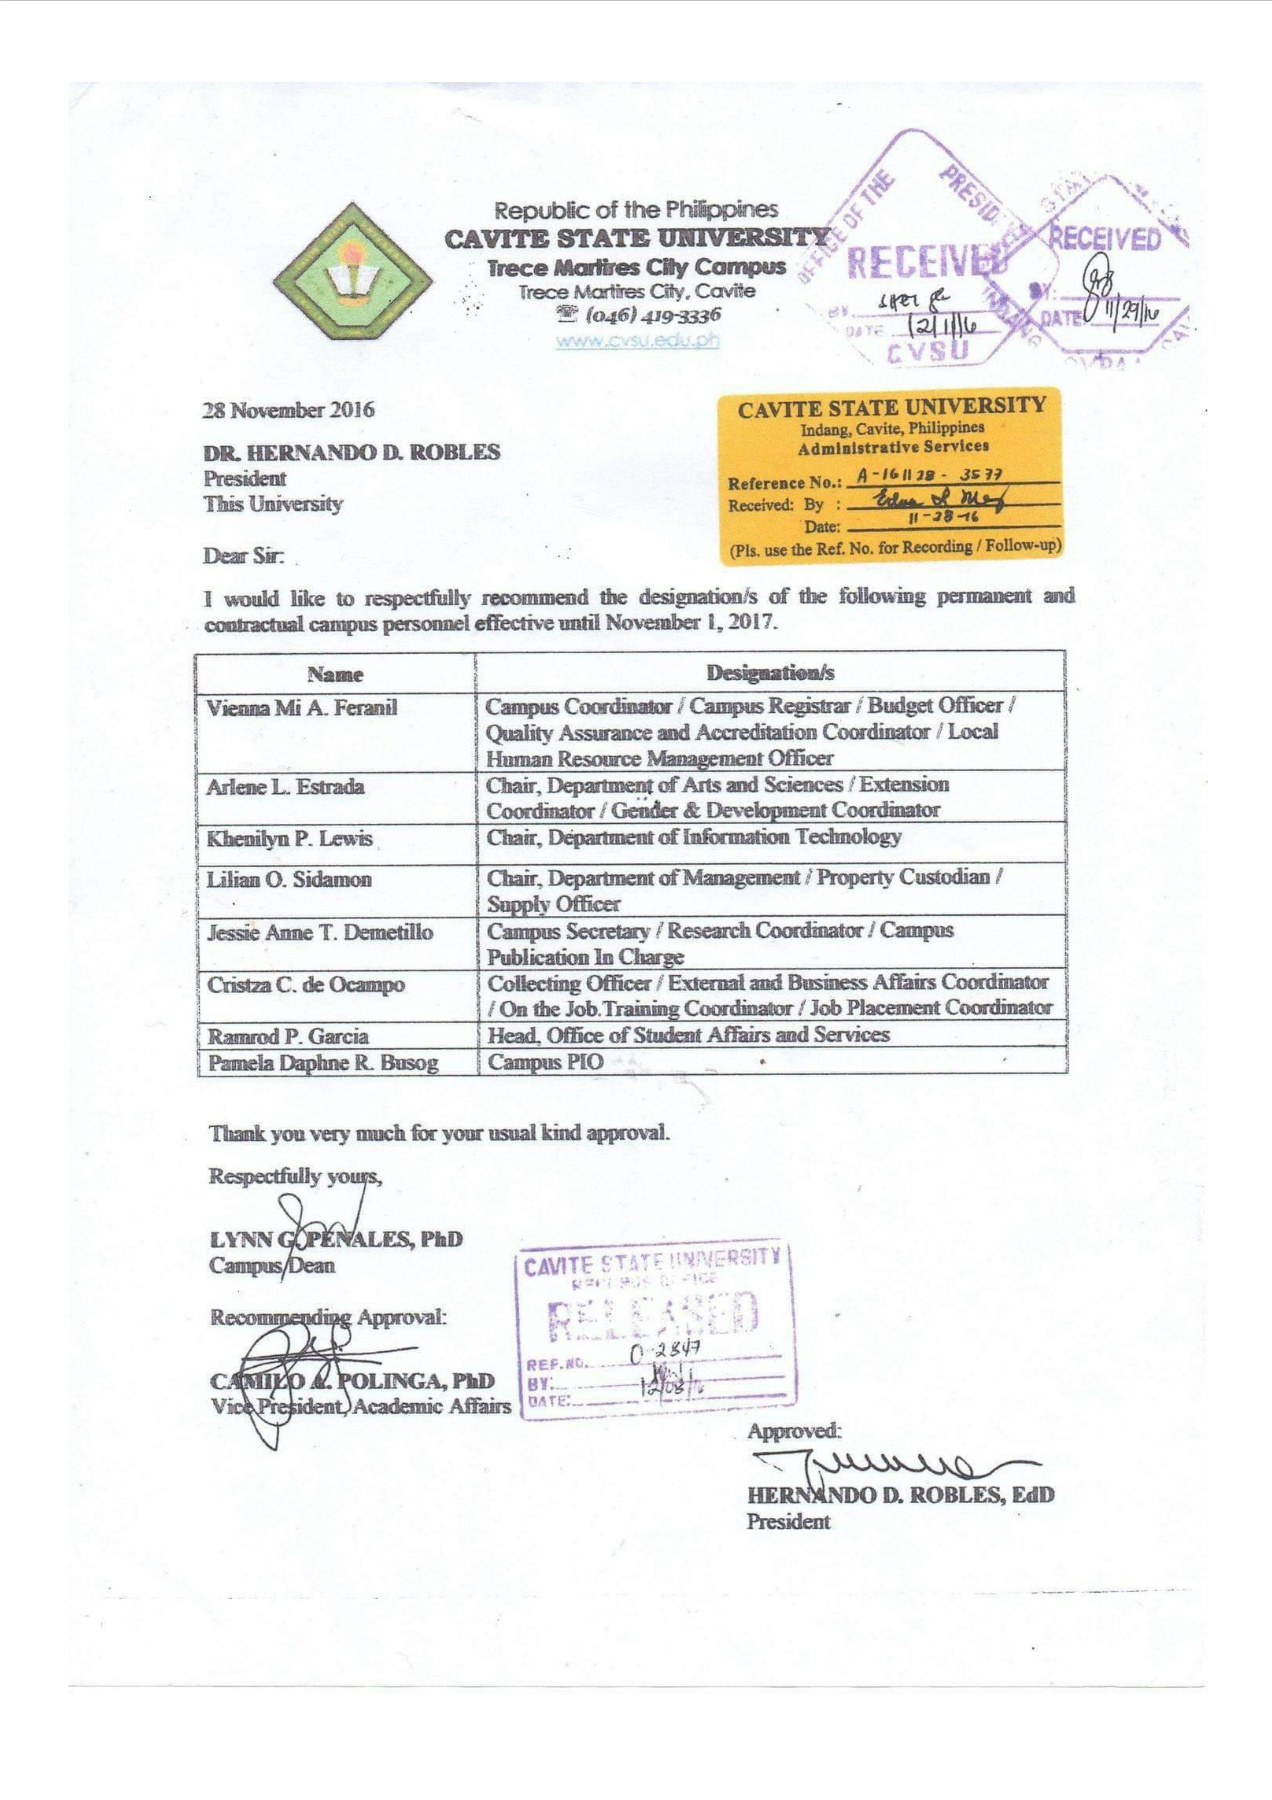 Republic of the Philippines
CAVITE STATE UNIVERSITY
Trece Martires City Campus
Trece Martires City, Cavite
☏ (046) 419-3336
www.cvsu.edu.ph
OFFICE OF THE PRESID
RECEIVED
BY:
DATE 12/1/16
CVSU
INDANG
RECEIVED
BY:
DATE 11/29/16
28 November 2016
DR. HERNANDO D. ROBLES
President
This University
CAVITE STATE UNIVERSITY
Indang, Cavite, Philippines
Administrative Services
Reference No.: A-161128-3577
Received: By :
Date: 11-28-16
(Pls. use the Ref. No. for Recording / Follow-up)
Dear Sir:
I would like to respectfully recommend the designation/s of the following permanent and
contractual campus personnel effective until November 1, 2017.
Name Designation/s
Vienna Mi A. Feranil Campus Coordinator / Campus Registrar / Budget Officer /
Quality Assurance and Accreditation Coordinator / Local
Human Resource Management Officer
Arlene L. Estrada Chair, Department of Arts and Sciences / Extension
Coordinator / Gender & Development Coordinator
Khenilyn P. Lewis Chair, Department of Information Technology
Lilian O. Sidamon Chair, Department of Management / Property Custodian /
Supply Officer
Jessie Anne T. Demetillo Campus Secretary / Research Coordinator / Campus
Publication In Charge
Cristza C. de Ocampo Collecting Officer / External and Business Affairs Coordinator
/ On the Job Training Coordinator / Job Placement Coordinator
Ramrod P. Garcia Head, Office of Student Affairs and Services
Pamela Daphne R. Busog Campus PIO
Thank you very much for your usual kind approval.
Respectfully yours,
LYNN G. PENALES, PhD
Campus Dean
Recommending Approval:
CAMILO A. POLINGA, PhD
Vice President, Academic Affairs
CAVITE STATE UNIVERSITY
RELEASED
REF.NO. 0-2847
BY:
DATE: 12/08/16
Approved:
HERNANDO D. ROBLES, EdD
President